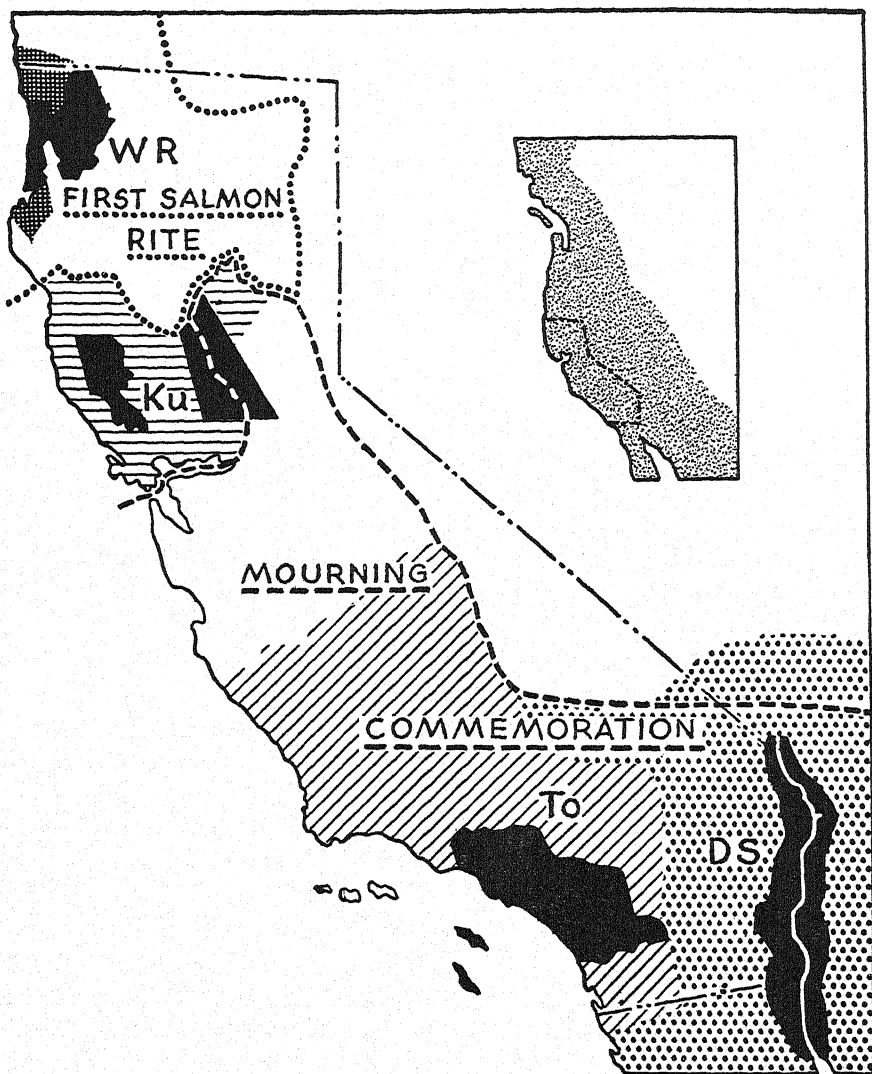 WR
FIRST SALMON
RITE
Ku
MOURNING
COMMEMORATION
To
DS